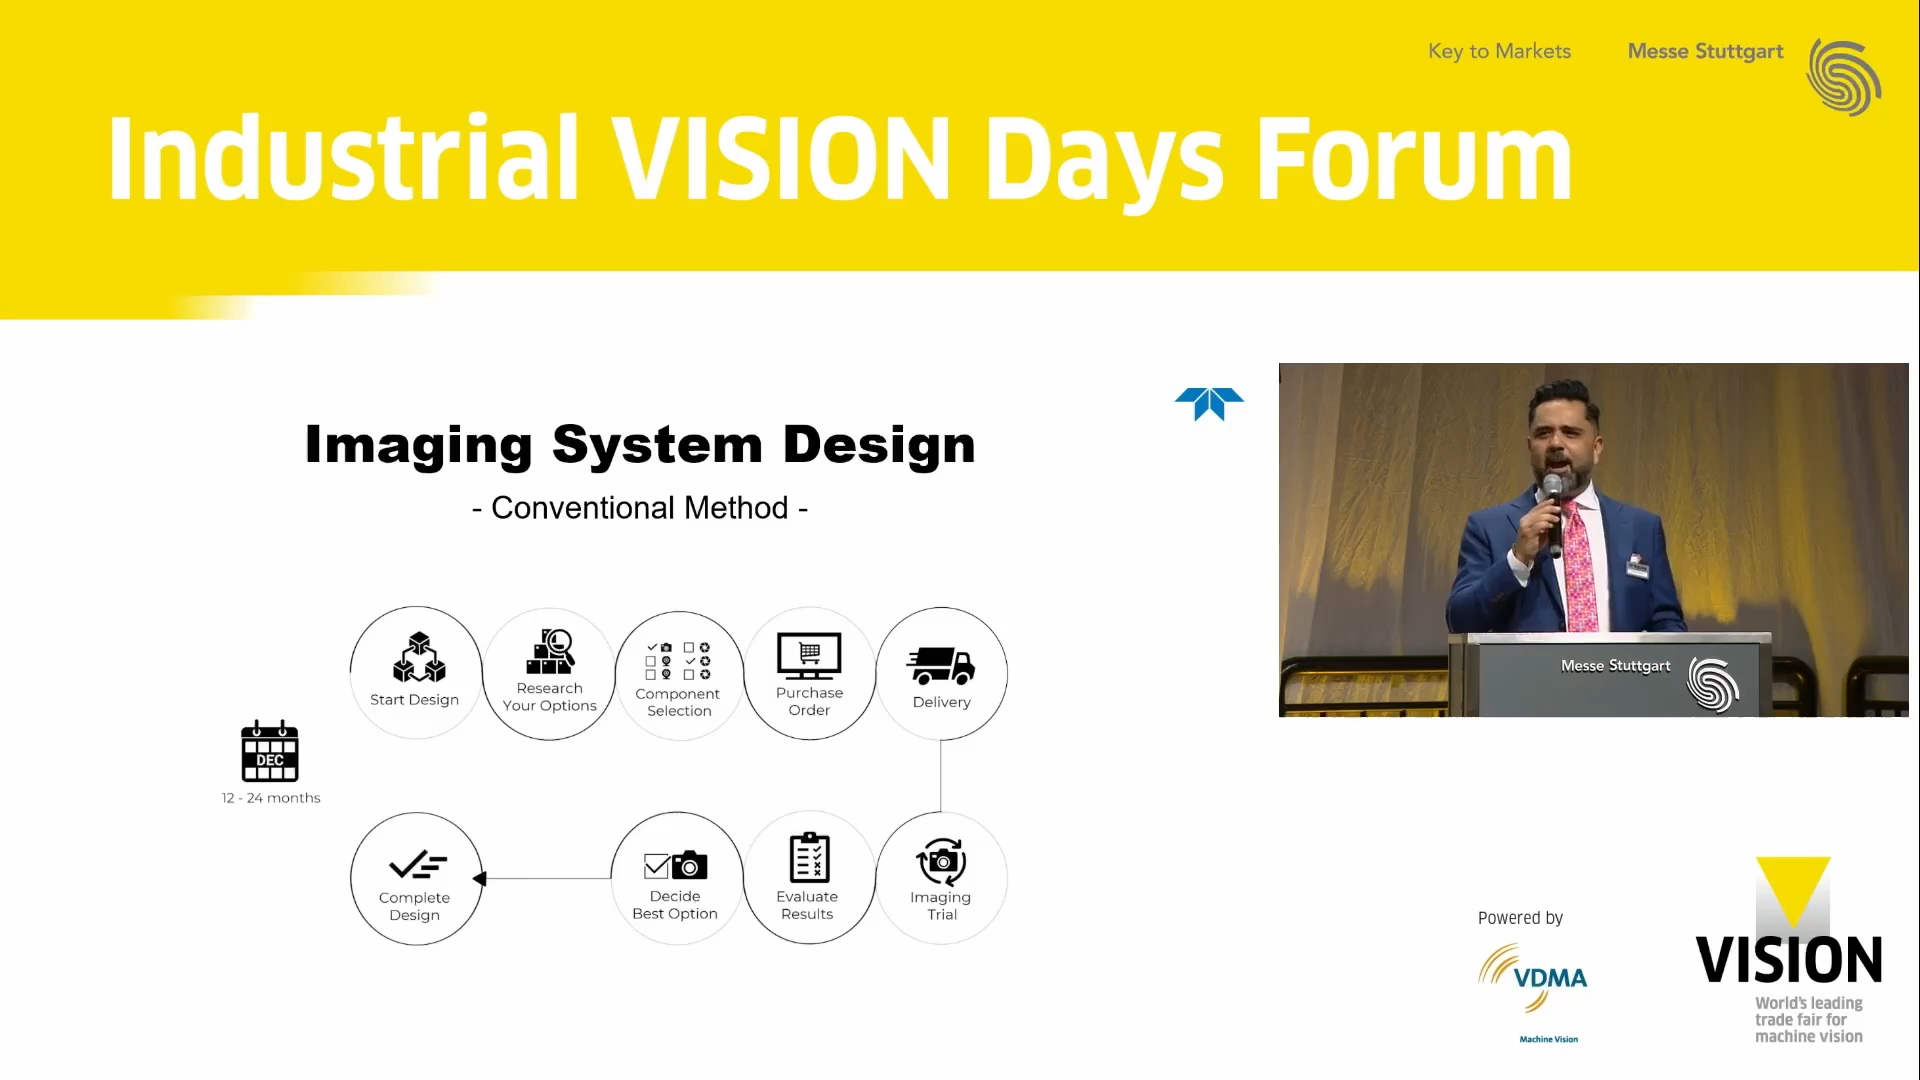 Key to Markets
Messe Stuttgart
Industrial VISION Days Forum
Imaging System Design
- Conventional Method -
Start Design
Research
Your Options
Component
Selection
Purchase
Order
Delivery
DEC
12 - 24 months
Complete
Design
Decide
Best Option
Evaluate
Results
Imaging
Trial
Messe Stuttgart
Powered by
VDMA
Machine Vision
VISION
World's leading
trade fair for
machine vision